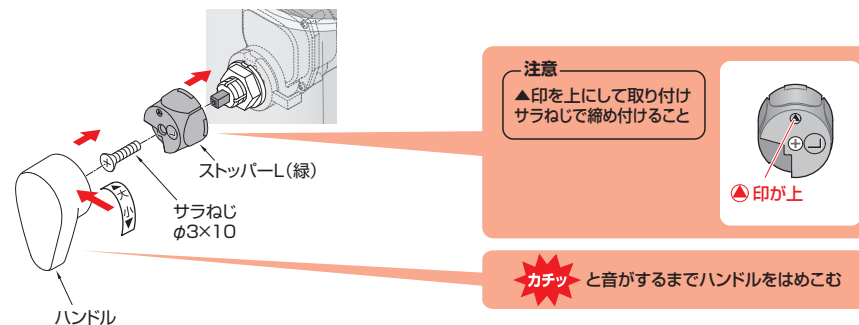 注意
▲印を上にして取り付け
サラねじで締め付けること
ストッパーL(緑)
L
▲印が上
大
小
サラねじ
φ3×10
カチッ と音がするまでハンドルをはめこむ
ハンドル